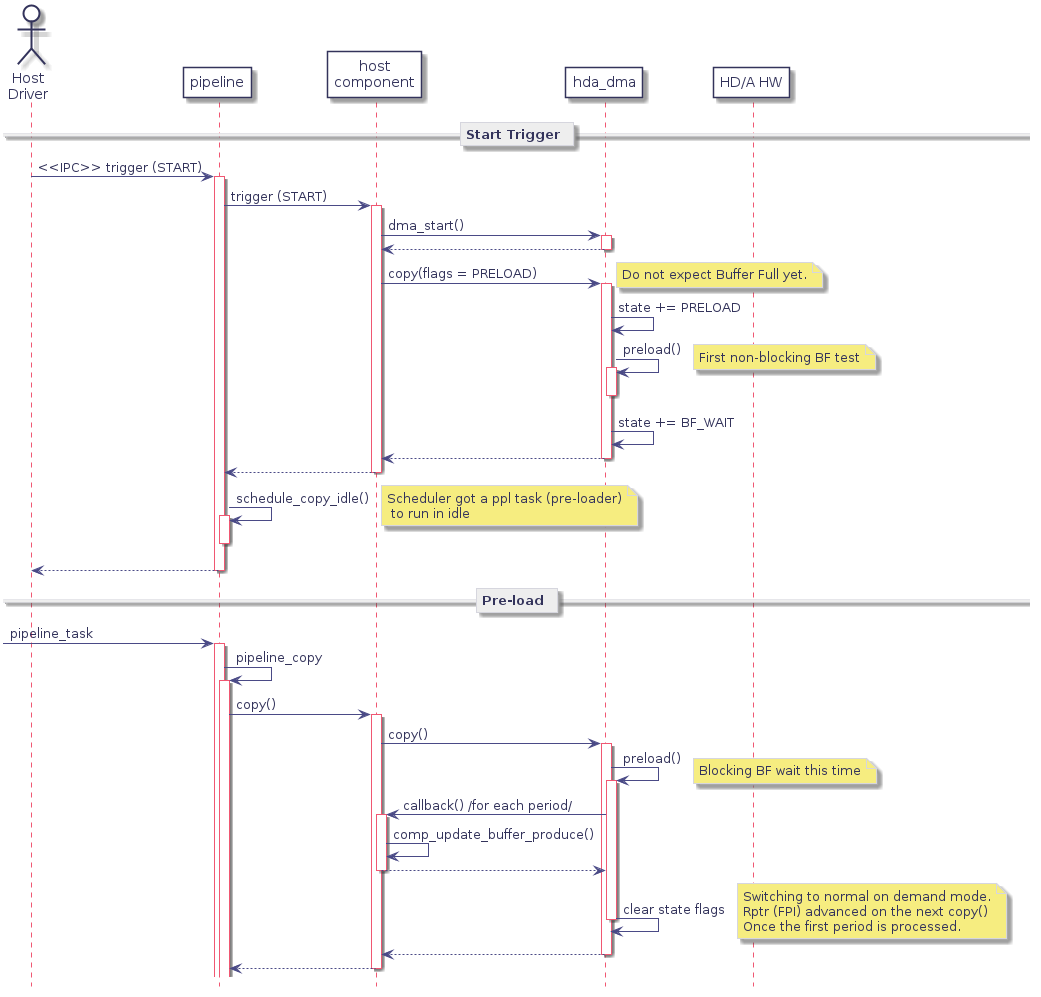 Host
Driver
pipeline
host
component
hda_dma
HD/A HW
Start Trigger
<<IPC>> trigger (START)
trigger (START)
dma_start()
copy(flags = PRELOAD)
Do not expect Buffer Full yet.
state += PRELOAD
preload()
First non-blocking BF test
state += BF_WAIT
schedule_copy_idle()
Scheduler got a ppl task (pre-loader)
to run in idle
Pre-load
pipeline_task
pipeline_copy
copy()
copy()
preload()
Blocking BF wait this time
callback() /for each period/
comp_update_buffer_produce()
clear state flags
Switching to normal on demand mode.
Rptr (FPI) advanced on the next copy()
Once the first period is processed.